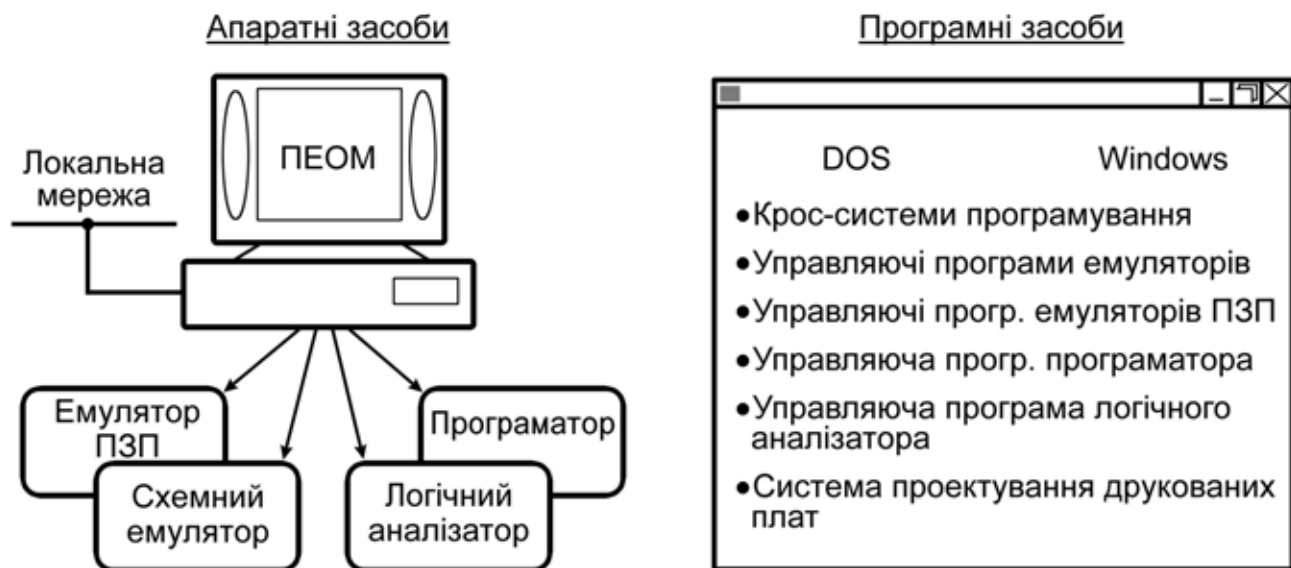 Апаратні засоби
ПЕОМ
Локальна
мережа
Емулятор
ПЗП
Схемний
емулятор
Логічний
аналізатор
Програматор
Програмні засоби
DOS Windows
●Крос-системи програмування
●Управляючі програми емуляторів
●Управляючі прогр. емуляторів ПЗП
●Управляюча прогр. програматора
●Управляюча програма логічного
аналізатора
●Система проектування друкованих
плат